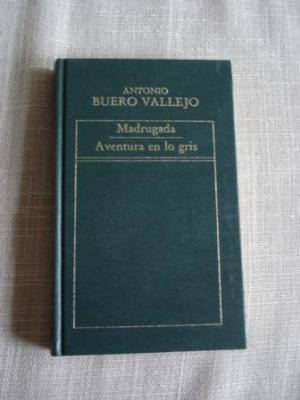 ANTONIO
BUERO VALLEJO
Madrugada
Aventura en lo gris